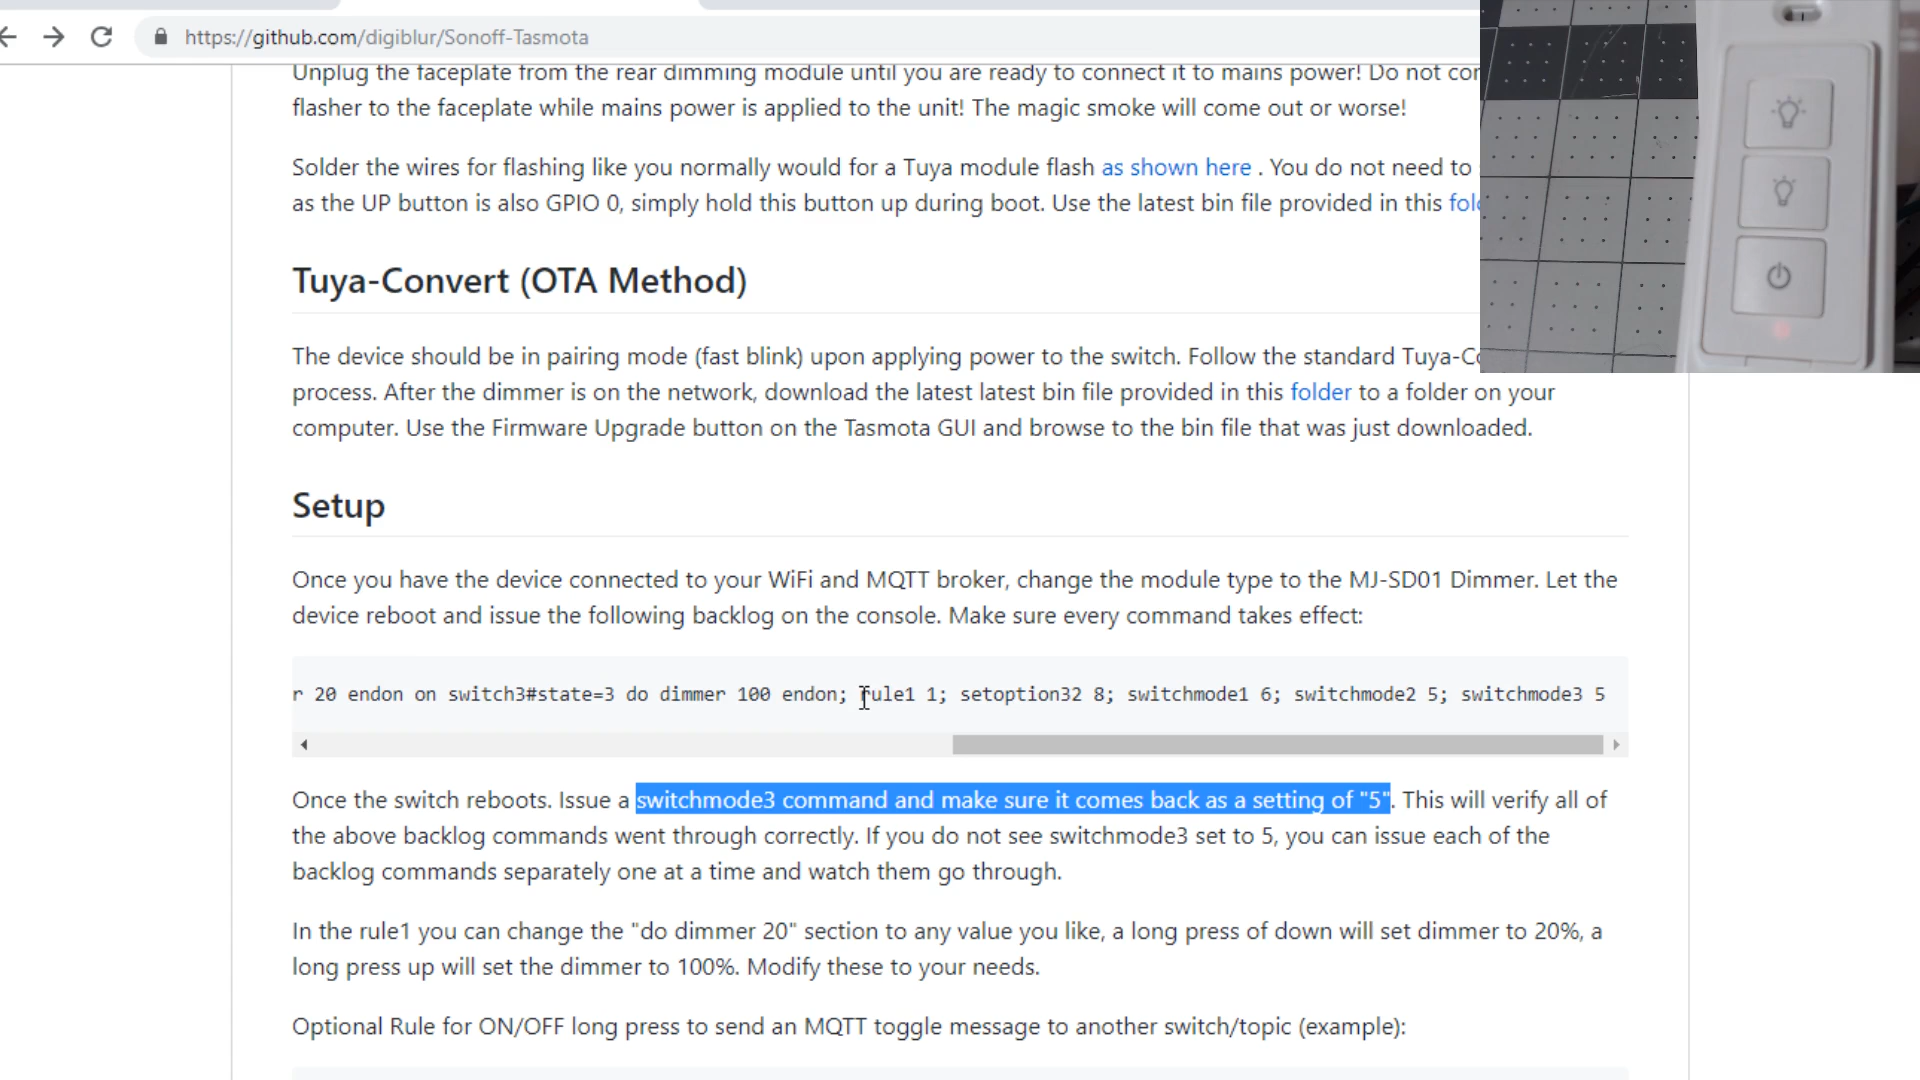 https://github.com/digiblur/Sonoff-Tasmota
Unplug the faceplate from the rear dimming module until you are ready to connect it to mains power! Do not
flasher to the faceplate while mains power is applied to the unit! The magic smoke will come out or worse!
Solder the wires for flashing like you normally would for a Tuya module flash as shown here . You do not need to
as the UP button is also GPIO 0, simply hold this button up during boot. Use the latest bin file provided in this
Tuya-Convert (OTA Method)
The device should be in pairing mode (fast blink) upon applying power to the switch. Follow the standard
process. After the dimmer is on the network, download the latest latest bin file provided in this folder to a folder on your
computer. Use the Firmware Upgrade button on the Tasmota GUI and browse to the bin file that was just downloaded.
Setup
Once you have the device connected to your WiFi and MQTT broker, change the module type to the MJ-SD01 Dimmer. Let the
device reboot and issue the following backlog on the console. Make sure every command takes effect:
r 20 endon on switch3#state=3 do dimmer 100 endon; rule1 1; setoption32 8; switchmode1 6; switchmode2 5; switchmode3 5
Once the switch reboots. Issue a switchmode3 command and make sure it comes back as a setting of "5". This will verify all of
the above backlog commands went through correctly. If you do not see switchmode3 set to 5, you can issue each of the
backlog commands separately one at a time and watch them go through.
In the rule1 you can change the "do dimmer 20" section to any value you like, a long press of down will set dimmer to 20%, a
long press up will set the dimmer to 100%. Modify these to your needs.
Optional Rule for ON/OFF long press to send an MQTT toggle message to another switch/topic (example):